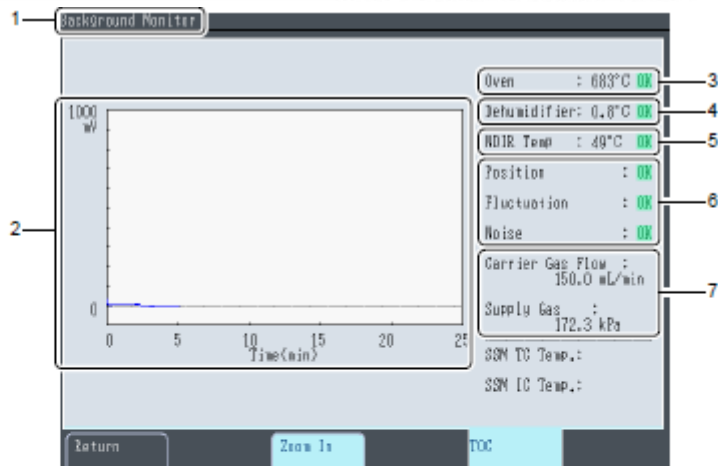 1
Background Monitor
Oven : 683°C OK
3
Dehumidifier: 0.8°C OK
4
NDIR Temp : 49°C OK
5
Position : OK
Fluctuation : OK
6
Noise : OK
Carrier Gas Flow :
150.0 mL/min
7
Supply Gas :
172.3 kPa
SSM TC Temp.:
SSM IC Temp.:
2
1000
mV
0
0 5 10 15 20 25
Time(min)
Return
Zoom In
TOC